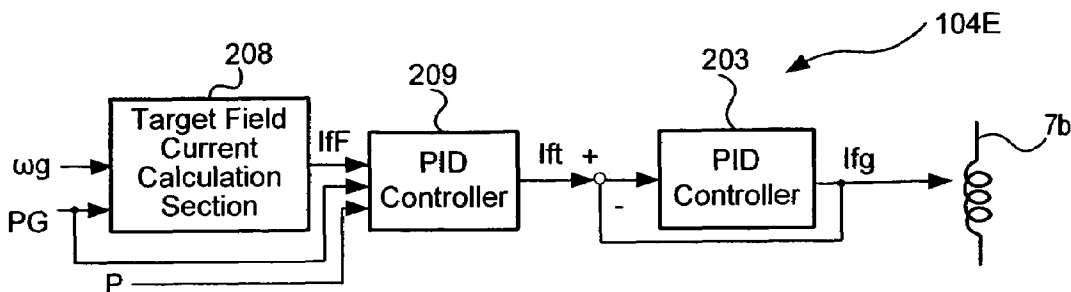 104E
208
209
203
7b
Target Field
Current
Calculation
Section
IfF
PID
Controller
Ift
+
-
PID
Controller
Ifg
ωg
PG
P